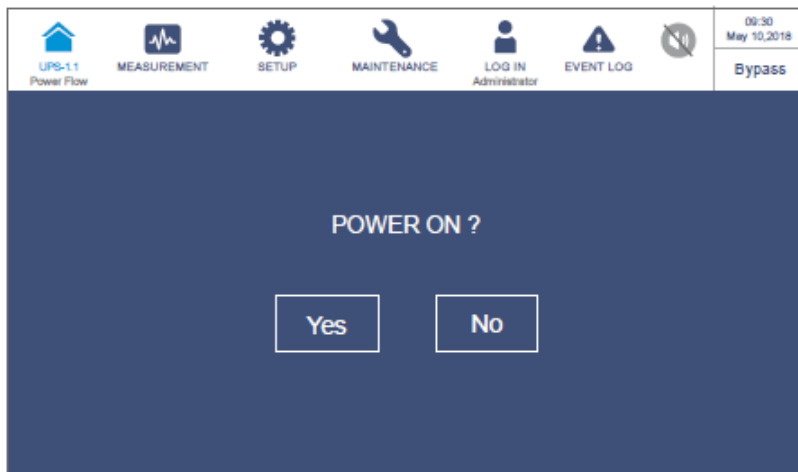 UPS-1.1
Power Flow
MEASUREMENT
SETUP
MAINTENANCE
LOG IN
Administrator
EVENT LOG
09:30
May 10,2018
Bypass
POWER ON ?
Yes
No